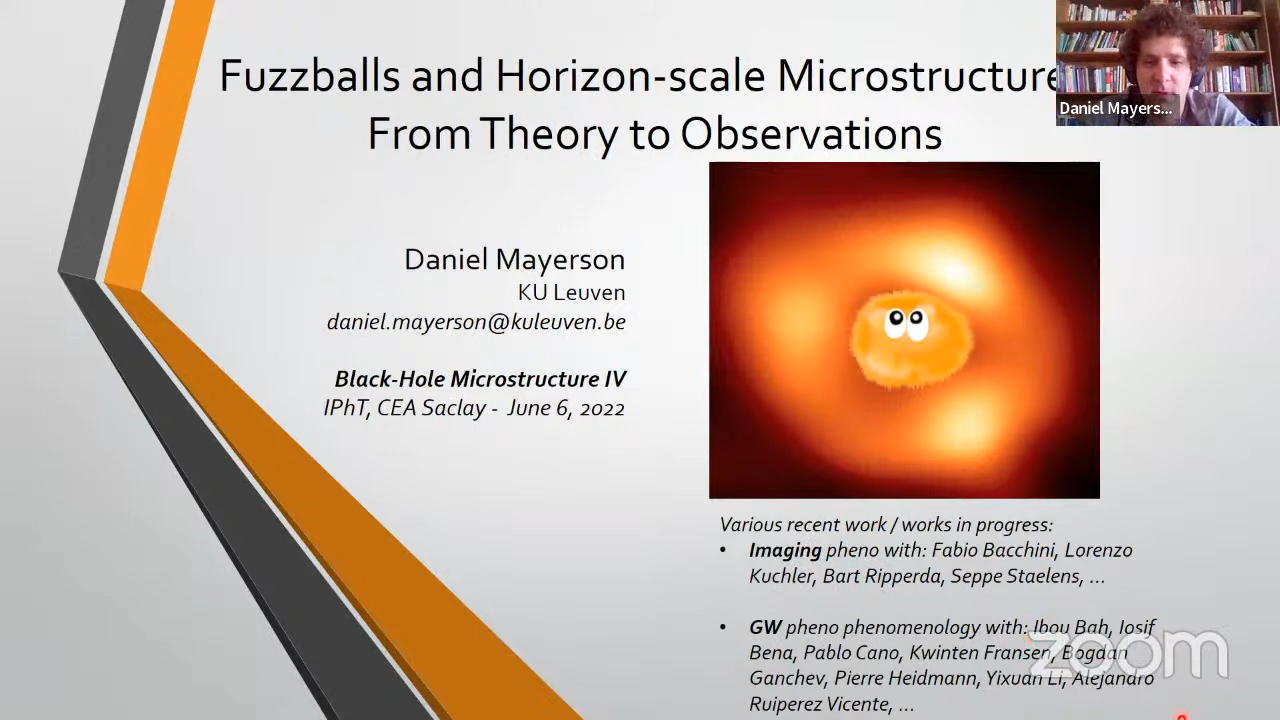 Fuzzballs and Horizon-scale Microstructure
From Theory to Observations
Daniel Mayers...
Daniel Mayerson
KU Leuven
daniel.mayerson@kuleuven.be
Black-Hole Microstructure IV
IPhT, CEA Saclay - June 6, 2022
Various recent work / works in progress:
• Imaging pheno with: Fabio Bacchini, Lorenzo
Kuchler, Bart Ripperda, Seppe Staelens, ...
• GW pheno phenomenology with: Ibou Bah, Iosif
Bena, Pablo Cano, Kwinten Fransen, Bogdan
Ganchev, Pierre Heidmann, Yixuan Li, Alejandro
Ruiperez Vicente, ...
zoom